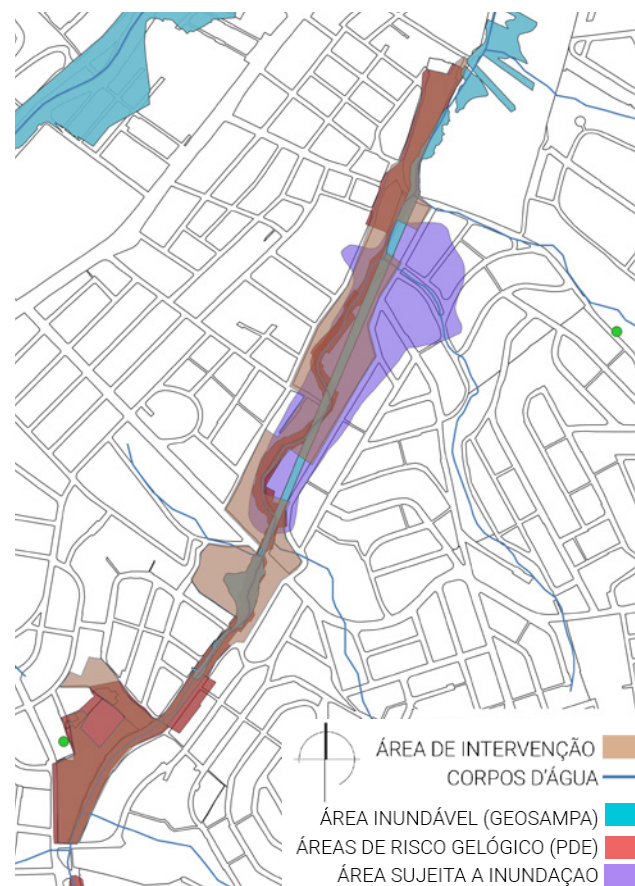 ÁREA DE INTERVENÇÃO
CORPOS D'ÁGUA
ÁREA INUNDÁVEL (GEOSAMPA)
ÁREAS DE RISCO GELÓGICO (PDE)
ÁREA SUJEITA A INUNDAÇAO